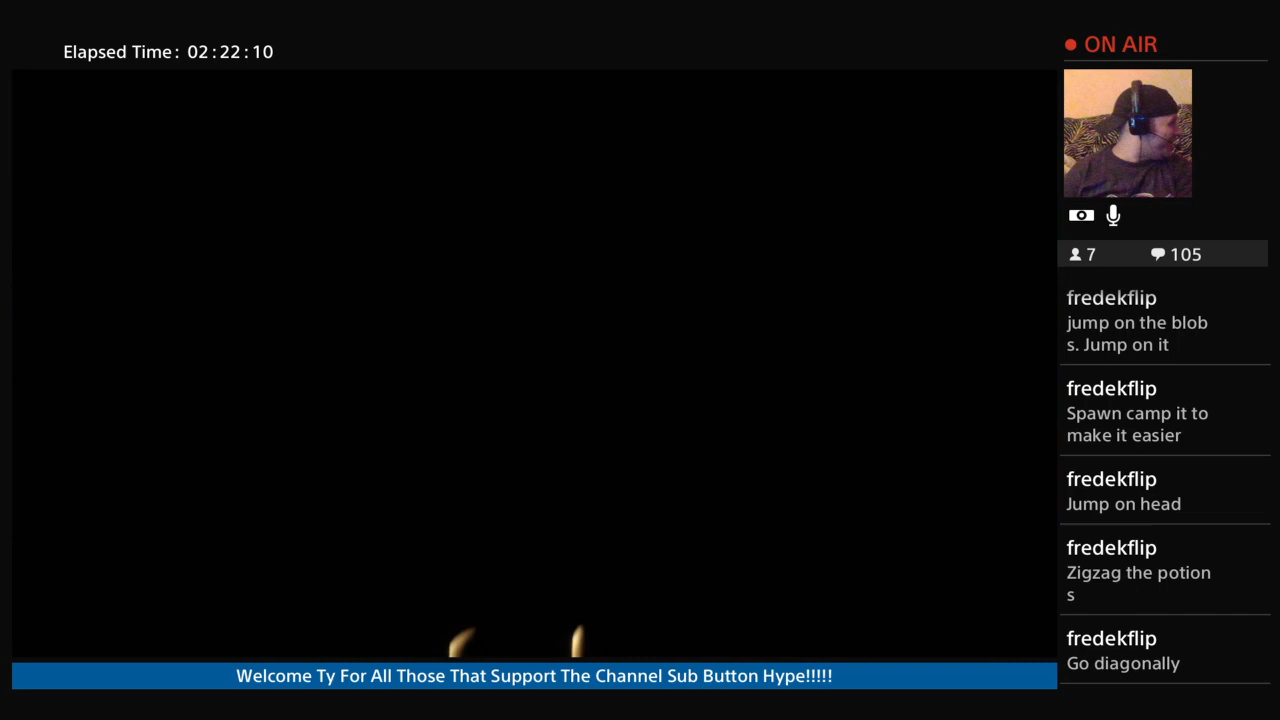 Elapsed Time: 02:22:10
ON AIR
7 105
fredekflip
jump on the blob
s. Jump on it
fredekflip
Spawn camp it to
make it easier
fredekflip
Jump on head
fredekflip
Zigzag the potion
s
fredekflip
Go diagonally
Welcome Ty For All Those That Support The Channel Sub Button Hype!!!!!